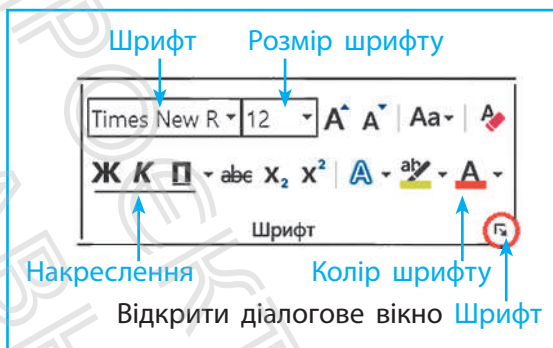 Шрифт Розмір шрифту
Times New R 12 A A Aa A
Ж К П abc X₂ X² A ab A
Шрифт
Накреслення Колір шрифту
Відкрити діалогове вікно Шрифт